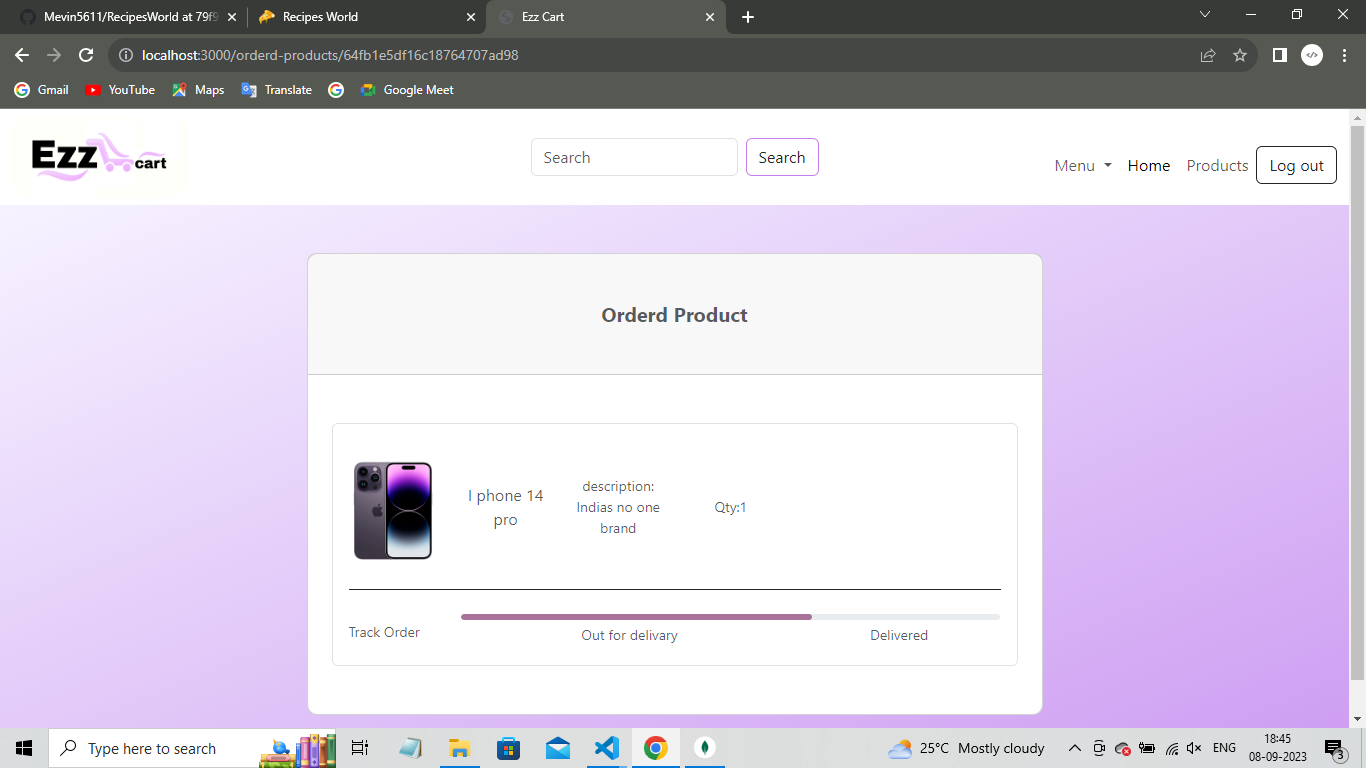 Mevin5611/RecipesWorld at 79f9
Recipes World
Ezz Cart
localhost:3000/orderd-products/64fb1e5df16c18764707ad98
Gmail
YouTube
Maps
Translate
Google Meet
Ezz cart
Search
Search
Menu
Home
Products
Log out
Orderd Product
I phone 14
pro
description:
Indias no one
brand
Qty:1
Track Order
Out for delivary
Delivered
Type here to search
25°C Mostly cloudy
ENG
18:45
08-09-2023
3